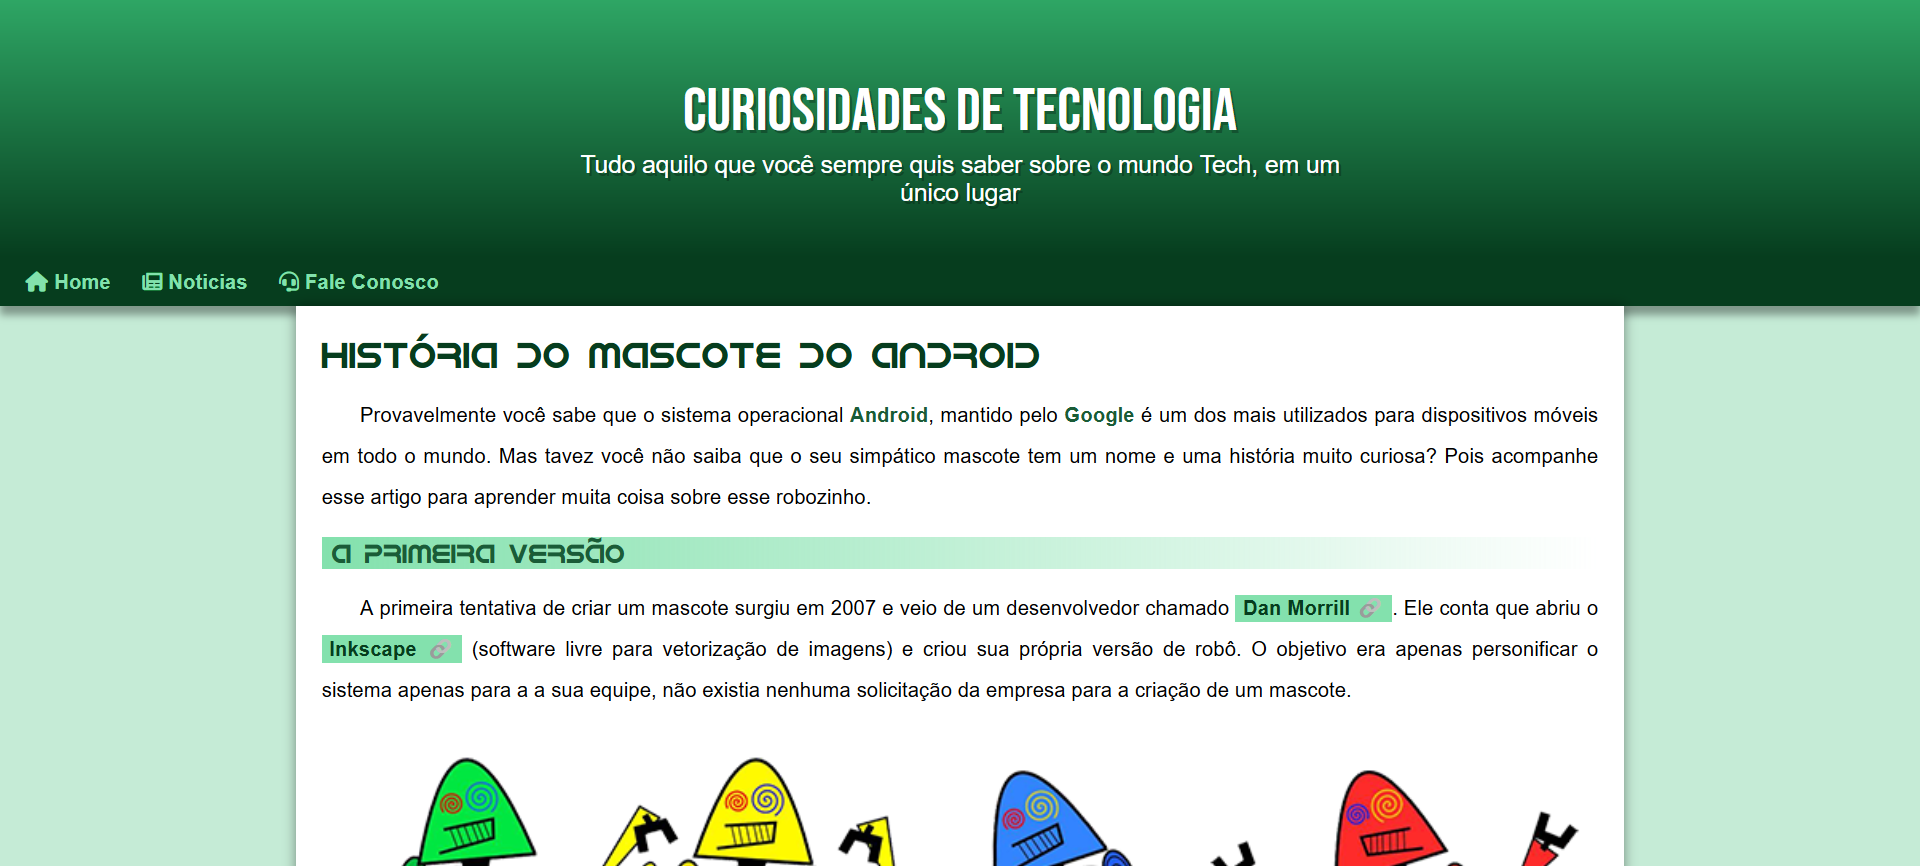 CURIOSIDADES DE TECNOLOGIA
Tudo aquilo que você sempre quis saber sobre o mundo Tech, em um
único lugar
Home Noticias Fale Conosco
HISTÓRIA DO MASCOTE DO ANDROID
Provavelmente você sabe que o sistema operacional Android, mantido pelo Google é um dos mais utilizados para dispositivos móveis
em todo o mundo. Mas tavez você não saiba que o seu simpático mascote tem um nome e uma história muito curiosa? Pois acompanhe
esse artigo para aprender muita coisa sobre esse robozinho.
A PRIMEIRA VERSÃO
A primeira tentativa de criar um mascote surgiu em 2007 e veio de um desenvolvedor chamado Dan Morrill. Ele conta que abriu o
Inkscape (software livre para vetorização de imagens) e criou sua própria versão de robô. O objetivo era apenas personificar o
sistema apenas para a a sua equipe, não existia nenhuma solicitação da empresa para a criação de um mascote.